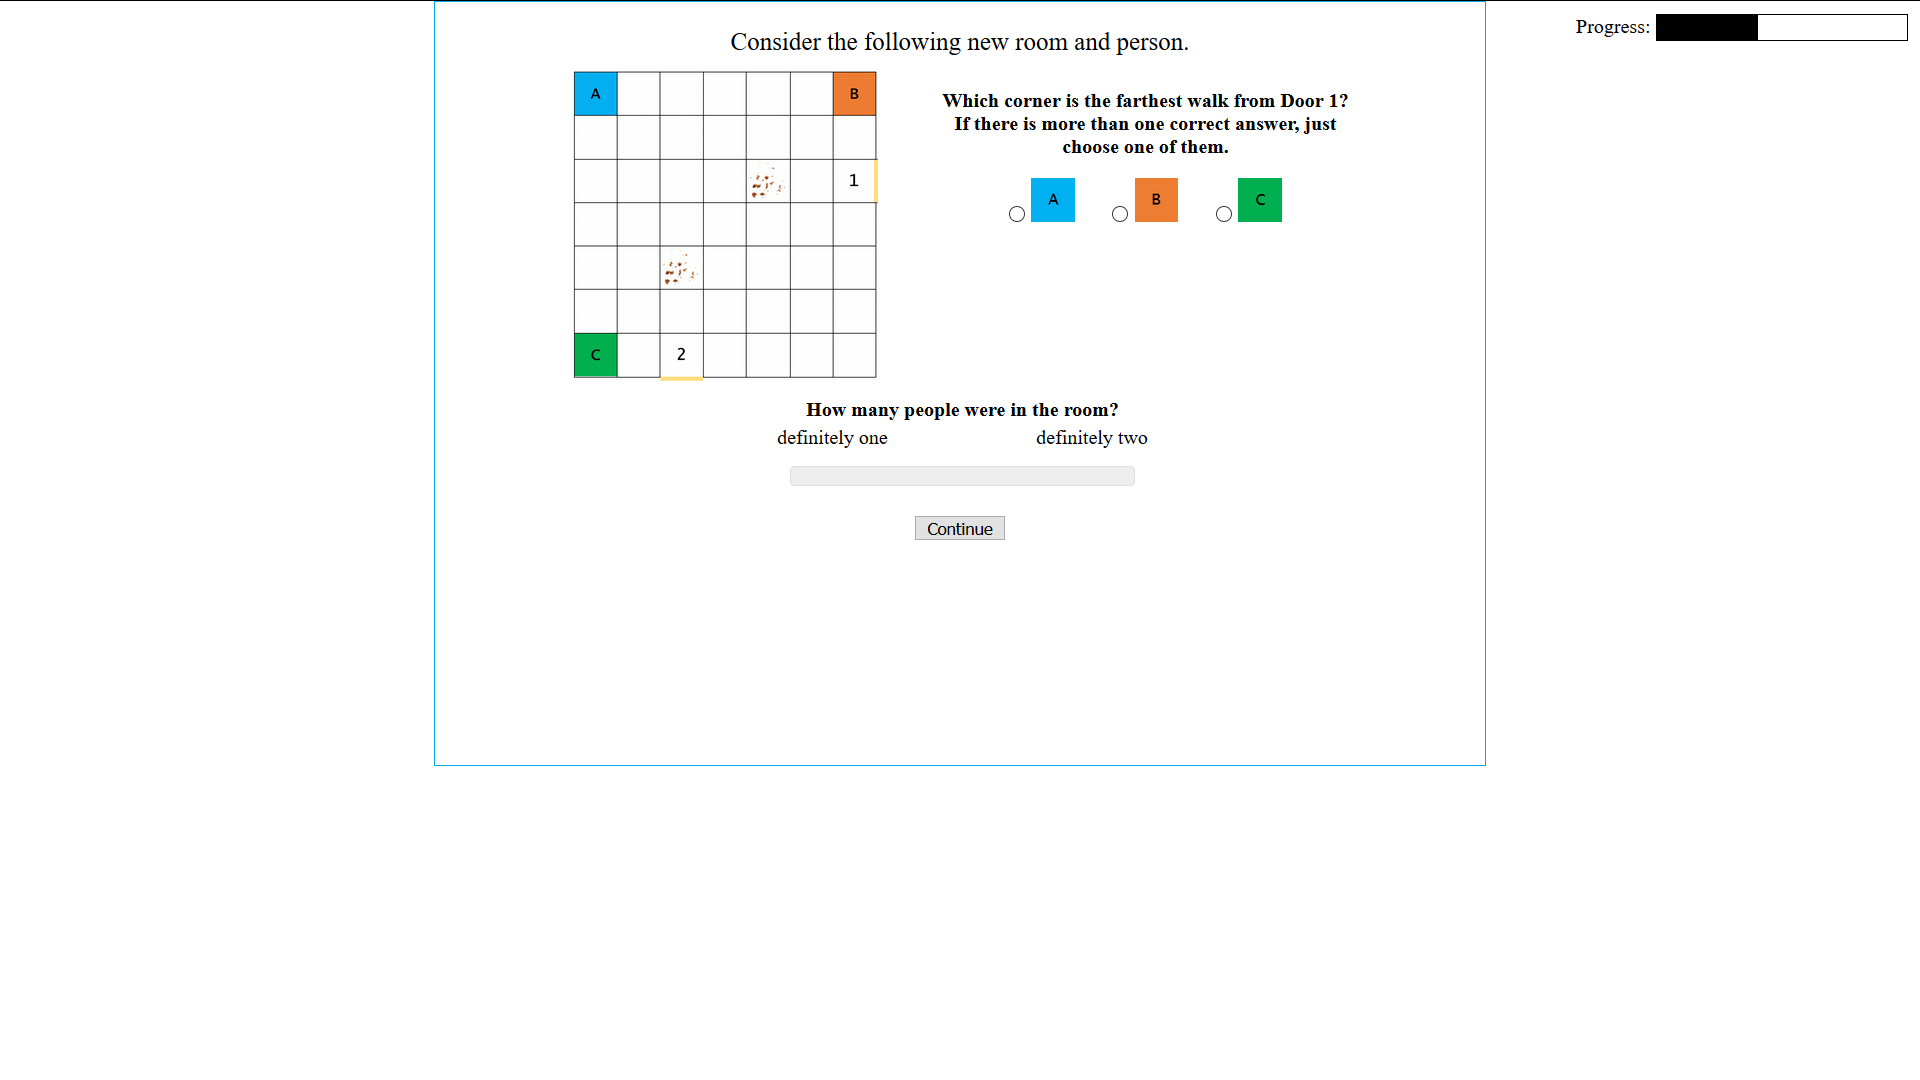 Progress:
Consider the following new room and person.
A
B
1
C
2
Which corner is the farthest walk from Door 1?
If there is more than one correct answer, just
choose one of them.
A B C
How many people were in the room?
definitely one definitely two
Continue